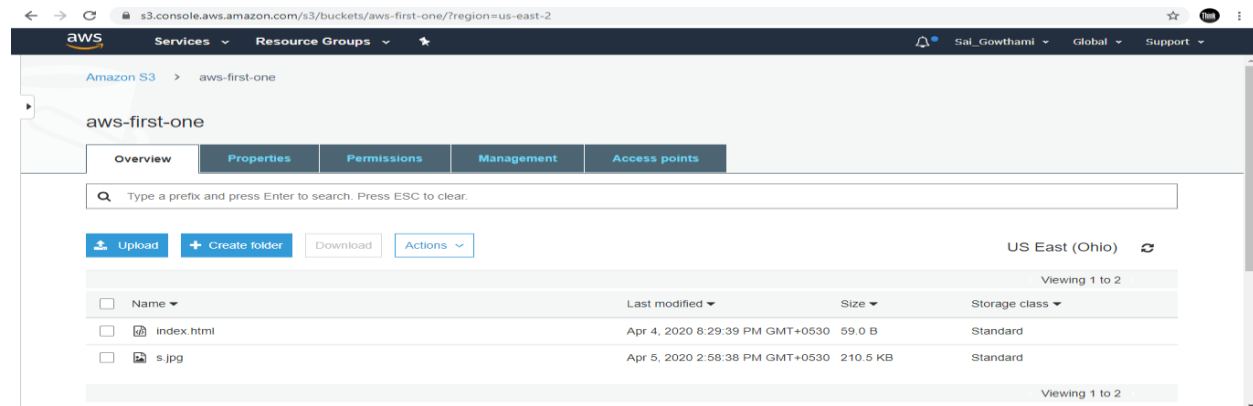 s3.console.aws.amazon.com/s3/buckets/aws-first-one/?region=us-east-2
aws Services Resource Groups Sai_Gowthami Global Support
Amazon S3 > aws-first-one
aws-first-one
Overview Properties Permissions Management Access points
Type a prefix and press Enter to search. Press ESC to clear.
Upload + Create folder Download Actions US East (Ohio)
Viewing 1 to 2
Name Last modified Size Storage class
index.html Apr 4, 2020 8:29:39 PM GMT+0530 59.0 B Standard
s.jpg Apr 5, 2020 2:58:38 PM GMT+0530 210.5 KB Standard
Viewing 1 to 2